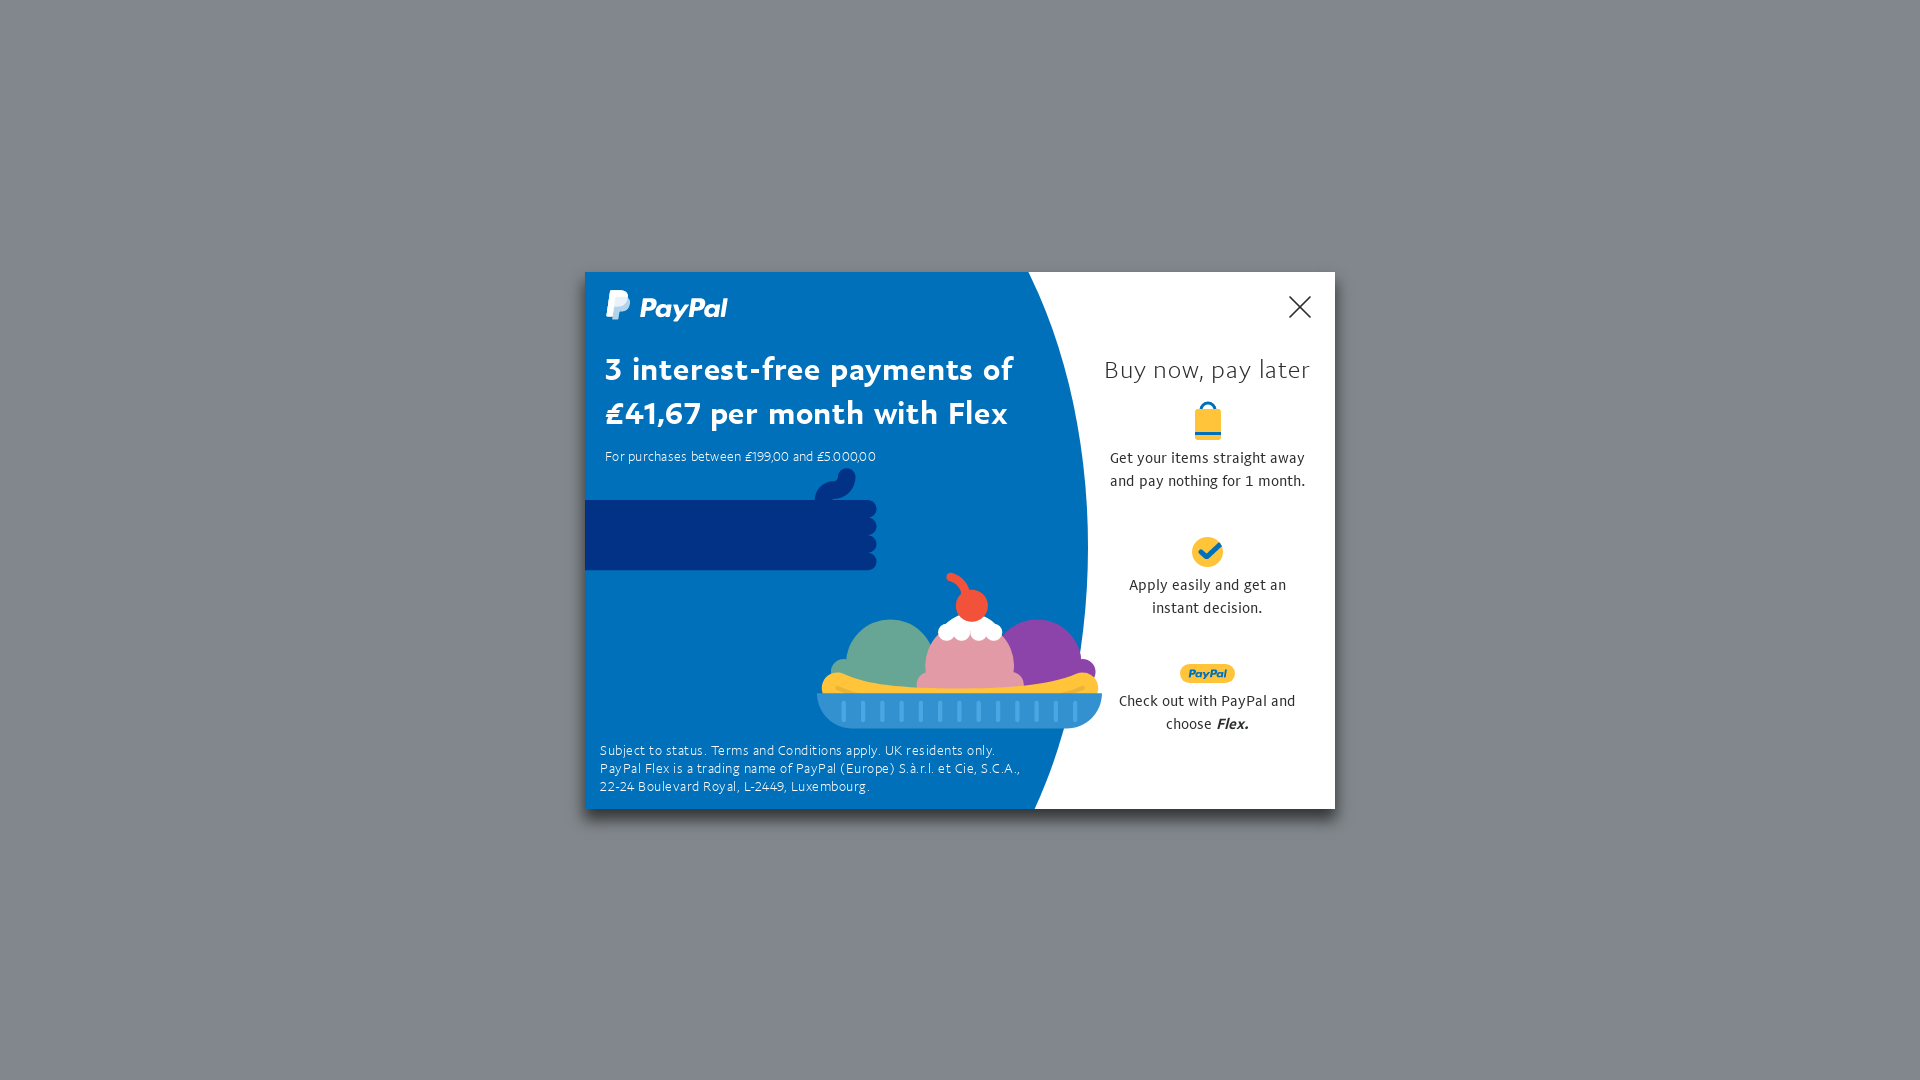 PayPal
3 interest-free payments of
£41,67 per month with Flex
For purchases between £199,00 and £5.000,00
Subject to status. Terms and Conditions apply. UK residents only.
PayPal Flex is a trading name of PayPal (Europe) S.à.r.l. et Cie, S.C.A.,
22-24 Boulevard Royal, L-2449, Luxembourg.
Buy now, pay later
Get your items straight away
and pay nothing for 1 month.
Apply easily and get an
instant decision.
PayPal
Check out with PayPal and
choose Flex.